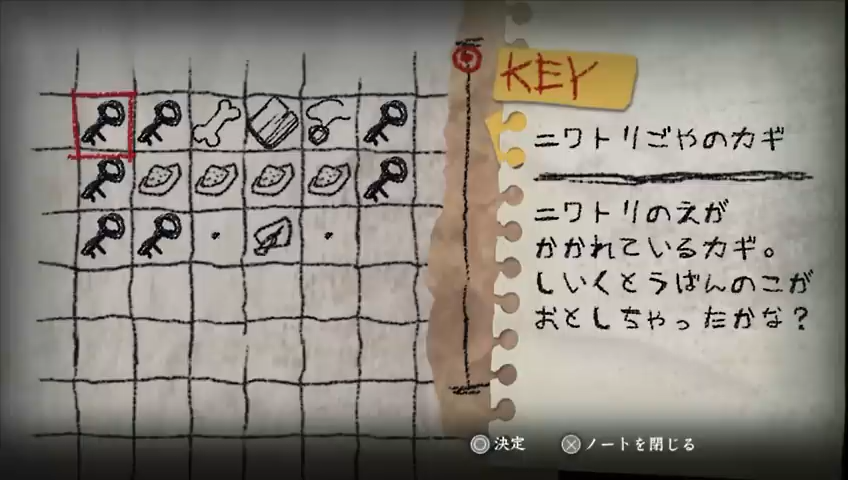 KEY
ニワトリごやのカギ
ニワトリのえが
かかれているカギ。
しいくとうばんのこが
おとしちゃったかな?
決定 ノートを閉じる